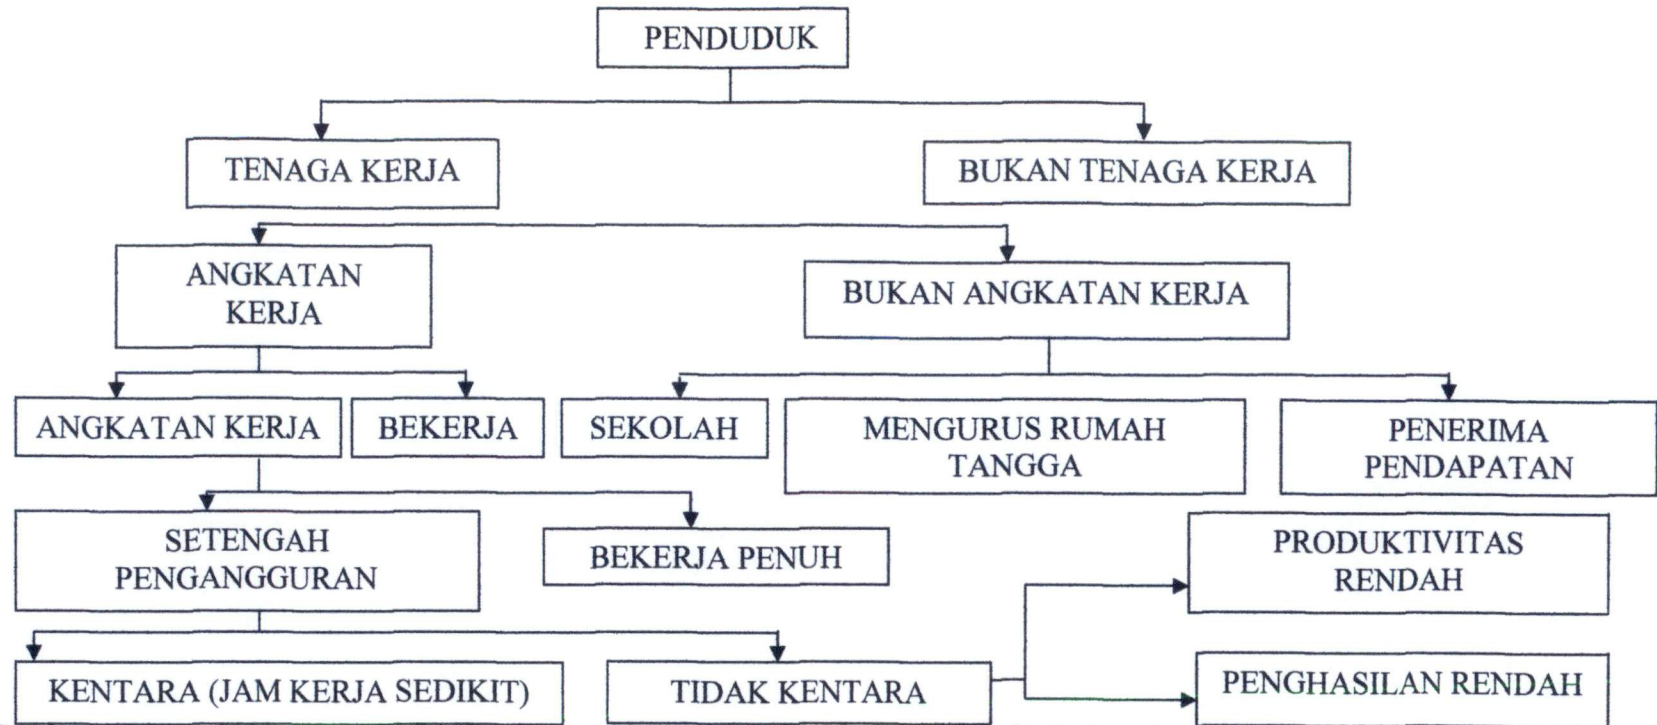 PENDUDUK
TENAGA KERJA
BUKAN TENAGA KERJA
ANGKATAN
KERJA
BUKAN ANGKATAN KERJA
ANGKATAN KERJA
BEKERJA
SEKOLAH
MENGURUS RUMAH
TANGGA
PENERIMA
PENDAPATAN
SETENGAH
PENGANGGURAN
BEKERJA PENUH
PRODUKTIVITAS
RENDAH
KENTARA (JAM KERJA SEDIKIT)
TIDAK KENTARA
PENGHASILAN RENDAH